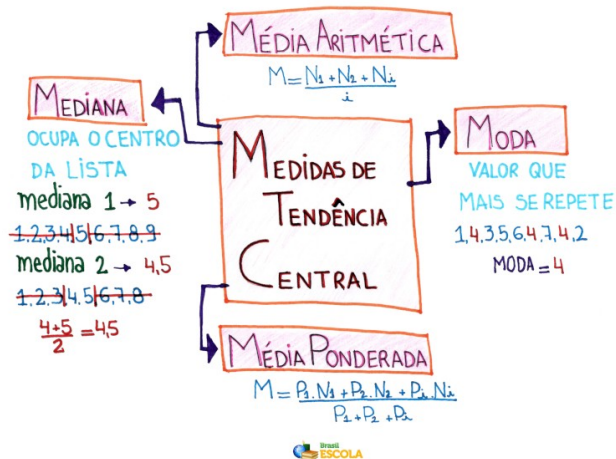 MEDIDAS DE
TENDÊNCIA
CENTRAL
MÉDIA ARITMÉTICA
M = N1 + N2 + Ni
i
MEDIANA
OCUPA O CENTRO
DA LISTA
mediana 1 → 5
1,2,3,4|5|6,7,8,9
mediana 2 → 4,5
1,2,3|4,5|6,7,8
4+5
2
=4,5
MODA
VALOR QUE
MAIS SE REPETE
1,4,3,5,6,4,7,4,2
MODA = 4
MÉDIA PONDERADA
M = P1.N1 + P2.N2 + Pi.Ni
P1 + P2 + Pi
Brasil
ESCOLA